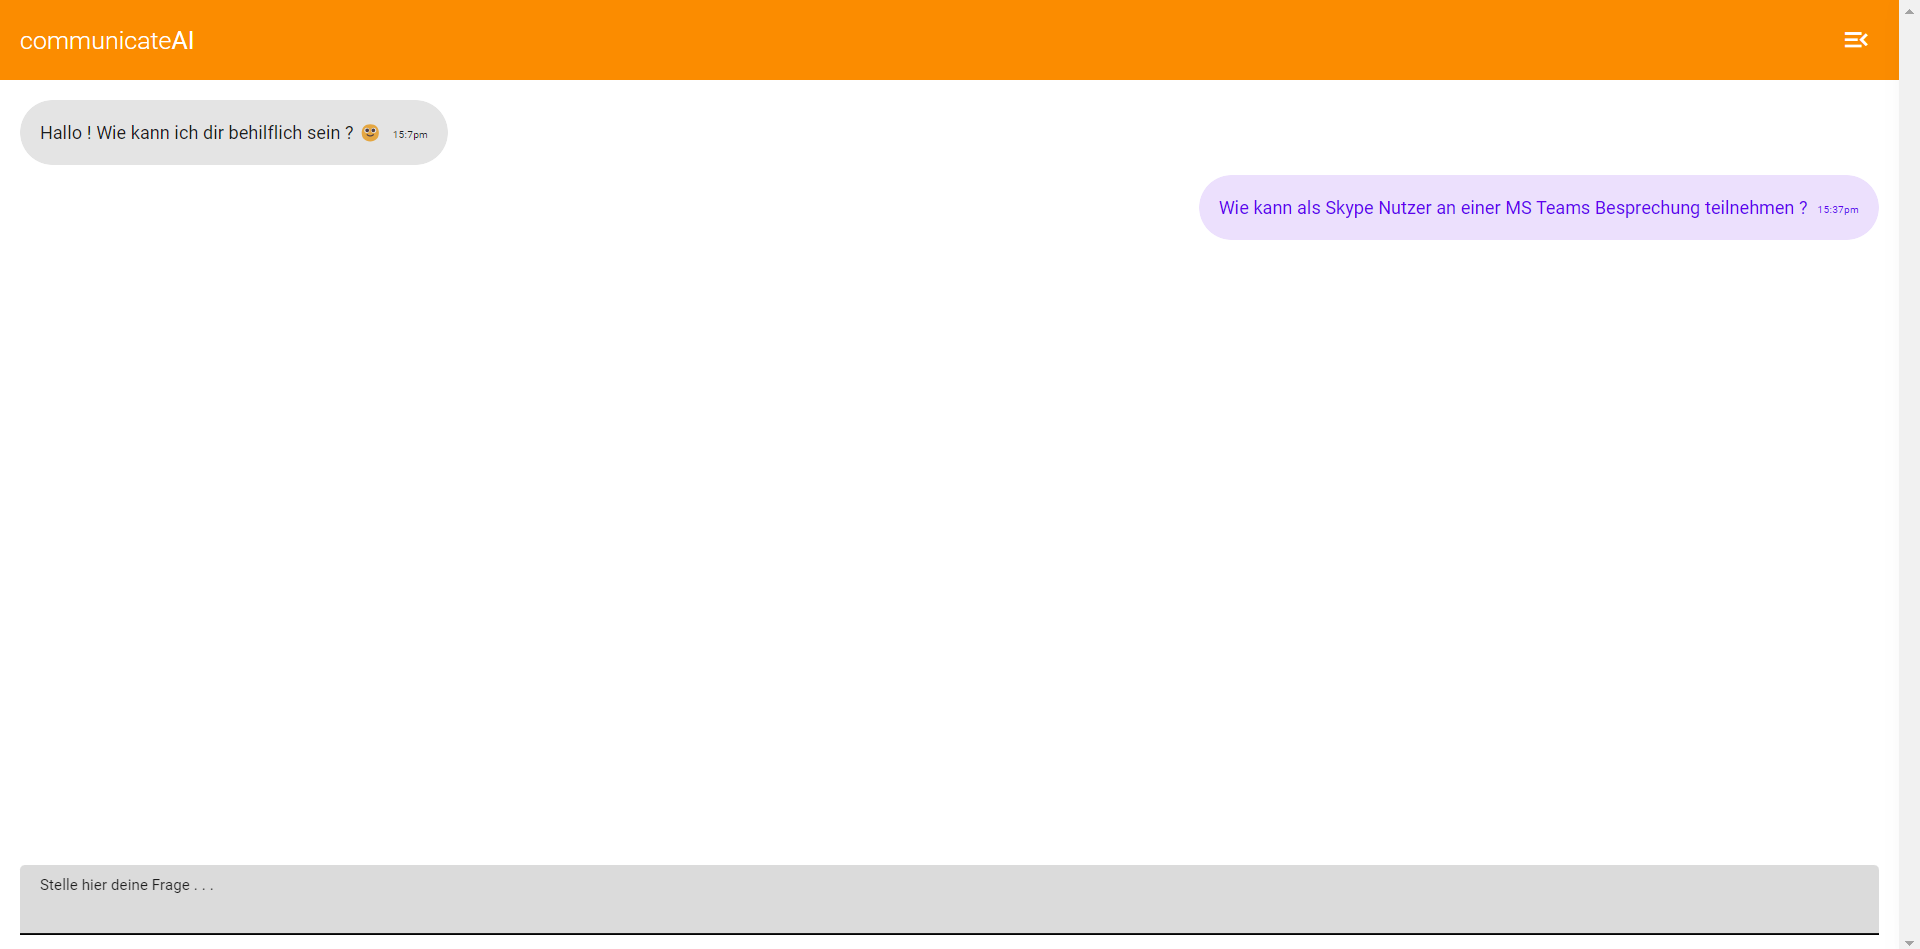 communicateAI
Hallo ! Wie kann ich dir behilflich sein ? 🙂 15:7pm
Wie kann als Skype Nutzer an einer MS Teams Besprechung teilnehmen ? 15:37pm
Stelle hier deine Frage . . .